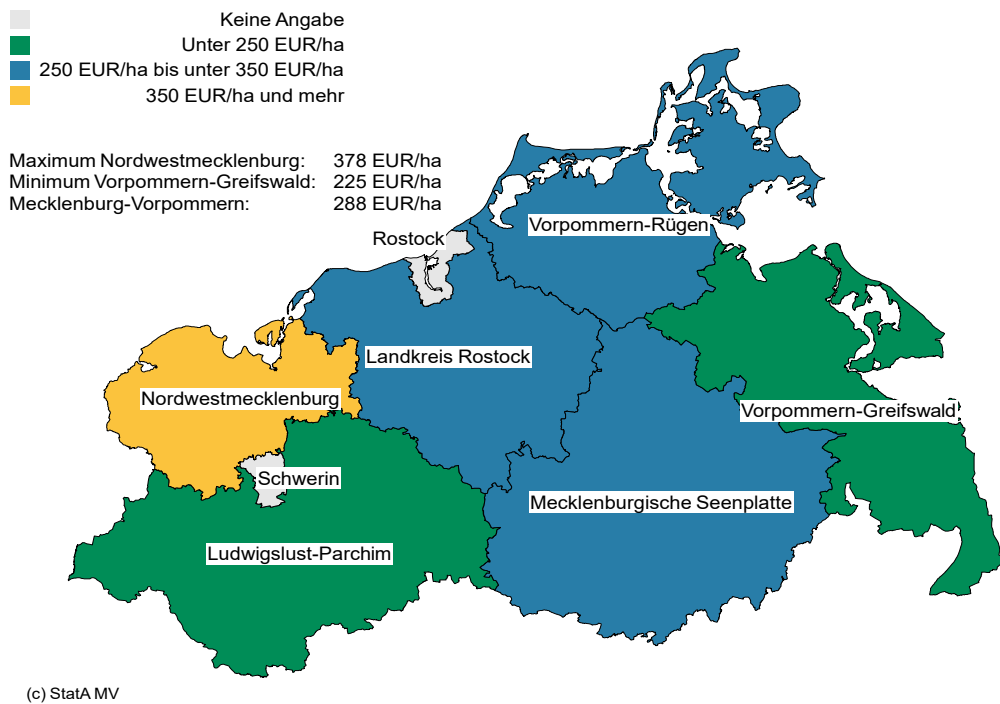 Keine Angabe
Unter 250 EUR/ha
250 EUR/ha bis unter 350 EUR/ha
350 EUR/ha und mehr
Maximum Nordwestmecklenburg: 378 EUR/ha
Minimum Vorpommern-Greifswald: 225 EUR/ha
Mecklenburg-Vorpommern: 288 EUR/ha
Vorpommern-Rügen
Rostock
Landkreis Rostock
Nordwestmecklenburg
Vorpommern-Greifswald
Schwerin
Mecklenburgische Seenplatte
Ludwigslust-Parchim
(c) StatA MV